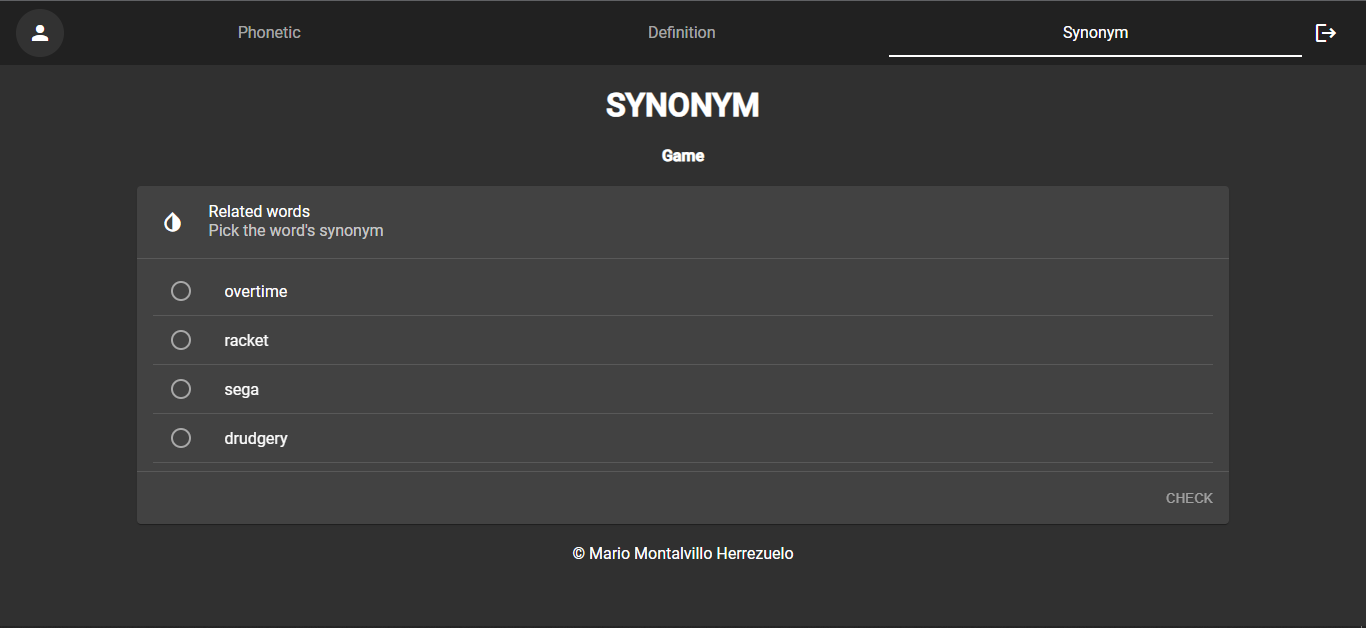 Phonetic
Definition
Synonym
SYNONYM
Game
Related words
Pick the word's synonym
overtime
racket
sega
drudgery
CHECK
© Mario Montalvillo Herrezuelo